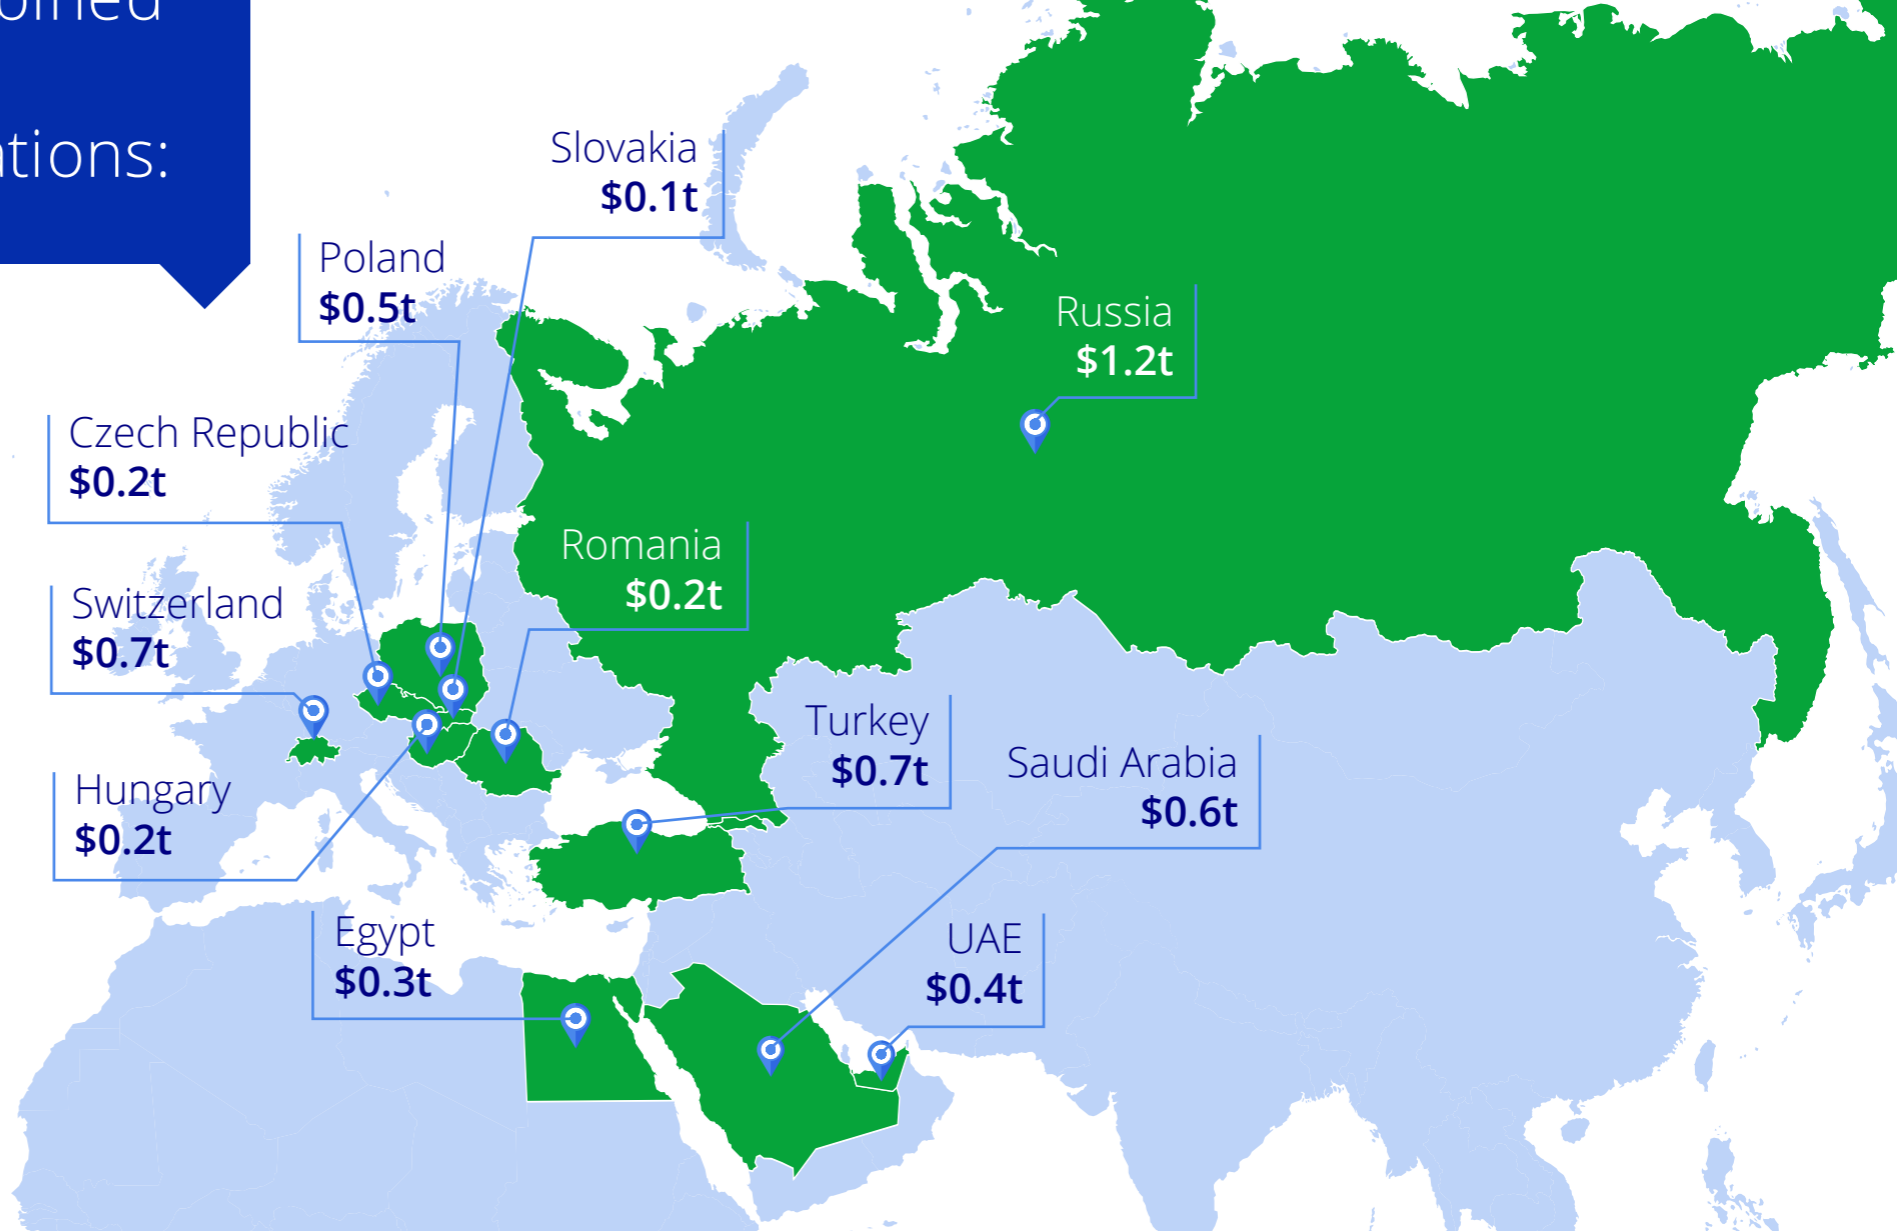 ations:
Slovakia
$0.1t
Poland
$0.5t
Russia
$1.2t
Czech Republic
$0.2t
Romania
$0.2t
Switzerland
$0.7t
Turkey
$0.7t
Saudi Arabia
$0.6t
Hungary
$0.2t
Egypt
$0.3t
UAE
$0.4t